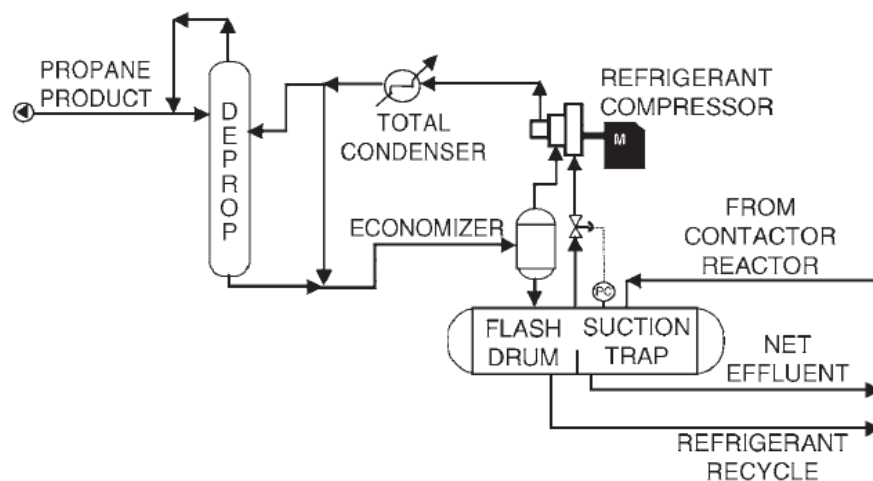 PROPANE
PRODUCT
DEPROP
TOTAL
CONDENSER
REFRIGERANT
COMPRESSOR
M
ECONOMIZER
FROM
CONTACTOR
REACTOR
PC
FLASH
DRUM
SUCTION
TRAP
NET
EFFLUENT
REFRIGERANT
RECYCLE